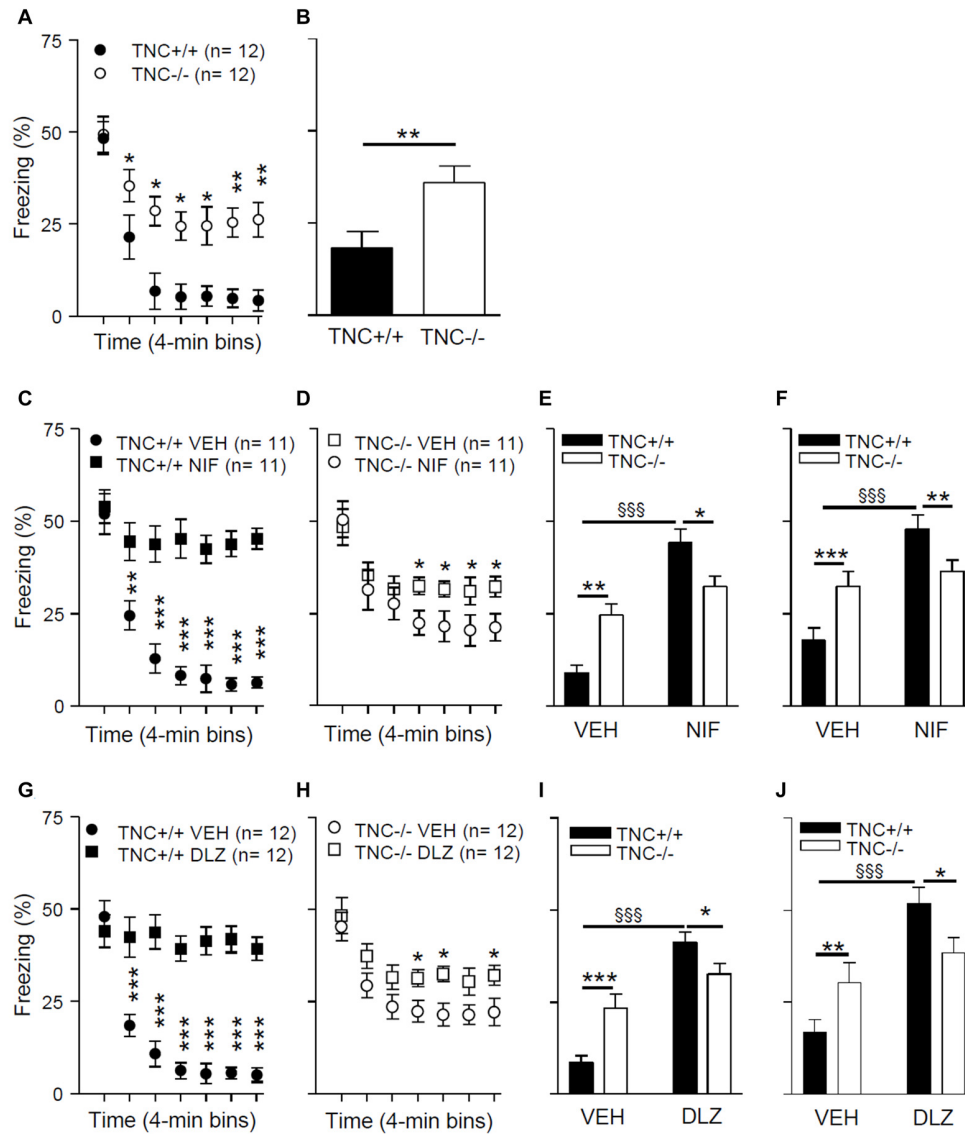 A
75
TNC+/+ (n= 12)
TNC-/- (n= 12)
50
Freezing (%)
* * * * ** **
25
0
Time (4-min bins)
B
**
TNC+/+ TNC-/-
C
75
TNC+/+ VEH (n= 11)
TNC+/+ NIF (n= 11)
50
Freezing (%)
25
** *** *** *** *** ***
0
Time (4-min bins)
D
TNC-/- VEH (n= 11)
TNC-/- NIF (n= 11)
* * * *
Time (4-min bins)
E
TNC+/+
TNC-/-
§§§
*
**
VEH NIF
F
TNC+/+
TNC-/-
§§§
**
***
VEH NIF
G
75
TNC+/+ VEH (n= 12)
TNC+/+ DLZ (n= 12)
50
Freezing (%)
25
*** *** *** *** *** ***
0
Time (4-min bins)
H
TNC-/- VEH (n= 12)
TNC-/- DLZ (n= 12)
* * *
Time (4-min bins)
I
TNC+/+
TNC-/-
§§§
*
***
VEH DLZ
J
TNC+/+
TNC-/-
§§§
*
**
VEH DLZ